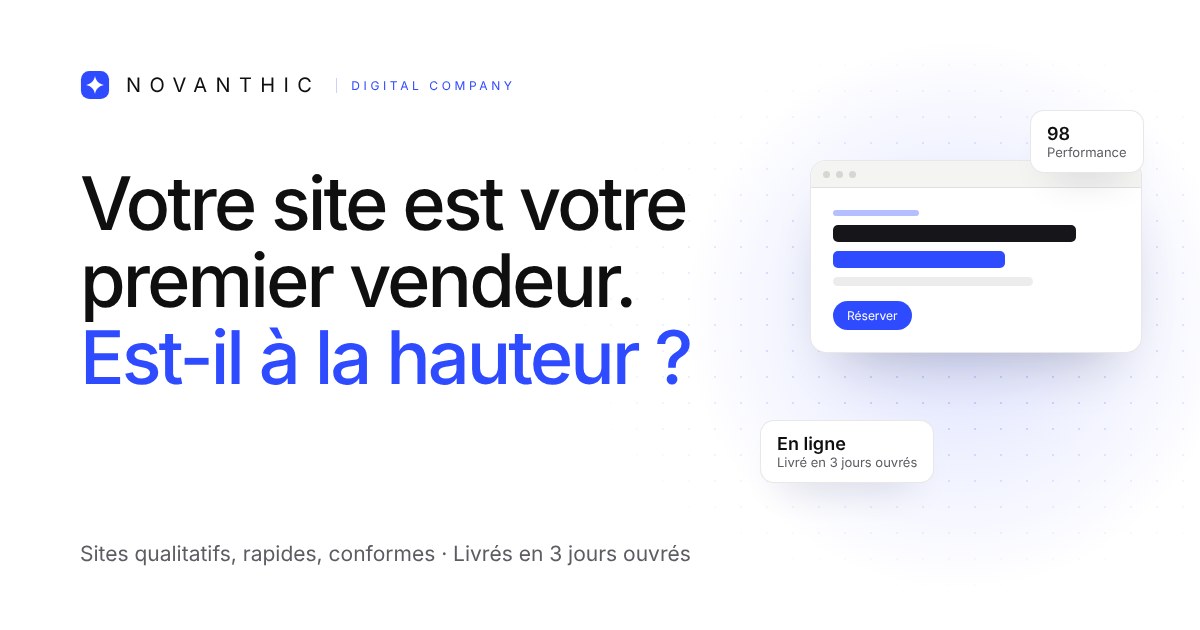 NOVANTHIC DIGITAL COMPANY
Votre site est votre
premier vendeur.
Est-il à la hauteur ?
98
Performance
Réserver
En ligne
Livré en 3 jours ouvrés
Sites qualitatifs, rapides, conformes · Livrés en 3 jours ouvrés